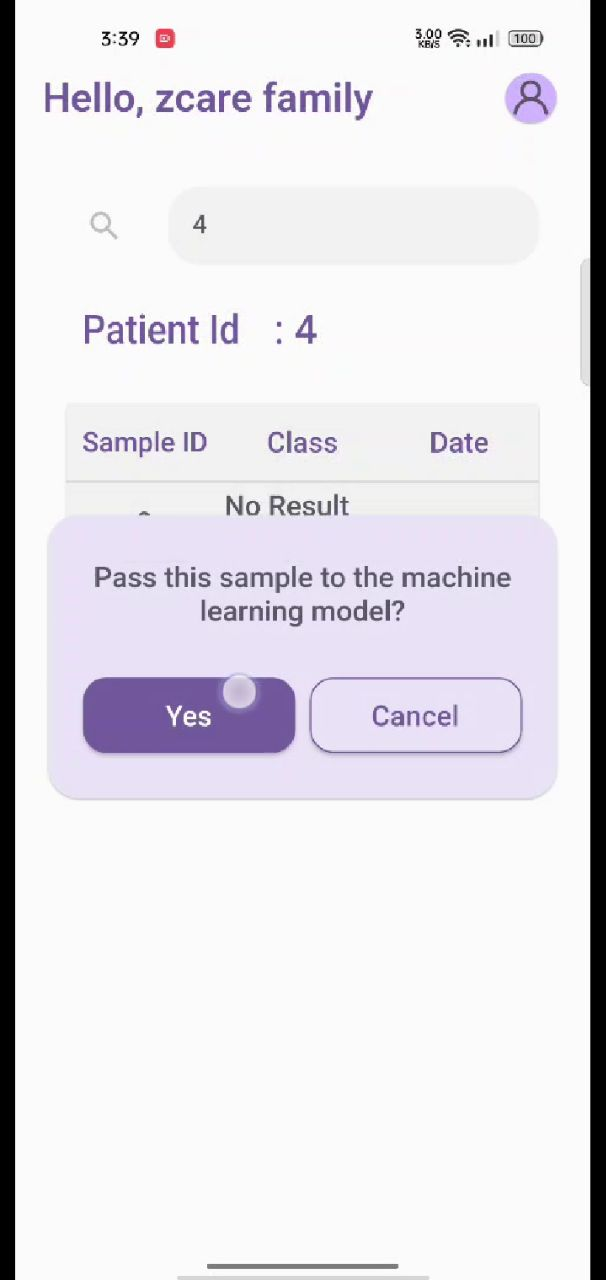 3:39
3.00 KB/S
100
Hello, zcare family
4
Patient Id : 4
Sample ID Class Date
No Result
Pass this sample to the machine
learning model?
Yes Cancel